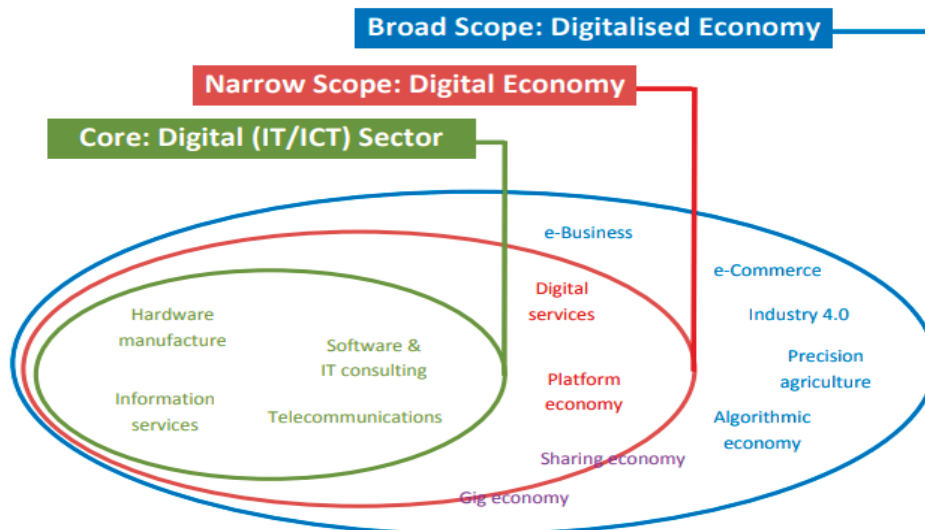 Broad Scope: Digitalised Economy
Narrow Scope: Digital Economy
Core: Digital (IT/ICT) Sector
e-Business
e-Commerce
Digital
services
Industry 4.0
Hardware
manufacture
Software &
IT consulting
Precision
agriculture
Platform
economy
Information
services
Telecommunications
Algorithmic
economy
Sharing economy
Gig economy